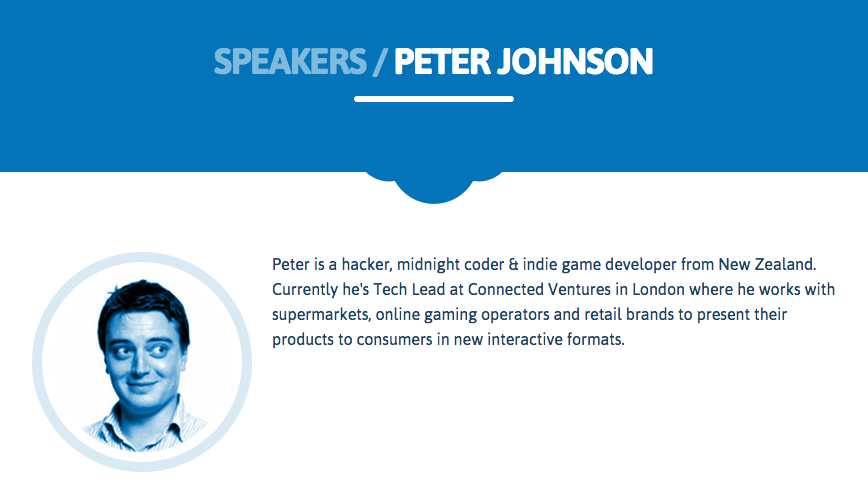 SPEAKERS / PETER JOHNSON
Peter is a hacker, midnight coder & indie game developer from New Zealand.
Currently he's Tech Lead at Connected Ventures in London where he works with
supermarkets, online gaming operators and retail brands to present their
products to consumers in new interactive formats.